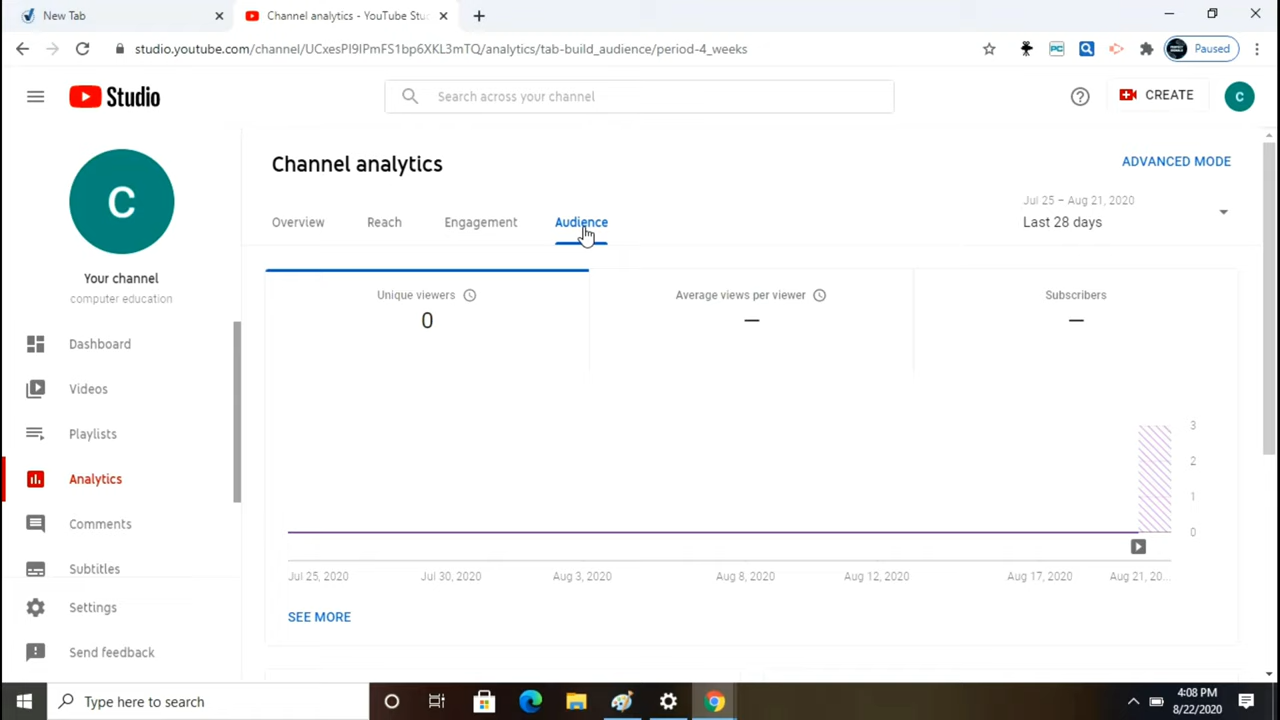 New Tab
Channel analytics - YouTube Stu
studio.youtube.com/channel/UCxesPI9IPmFS1bp6XKL3mTQ/analytics/tab-build_audience/period-4_weeks
PC
Paused
Studio
Search across your channel
CREATE
C
C
Your channel
computer education
Dashboard
Videos
Playlists
Analytics
Comments
Subtitles
Settings
Send feedback
Channel analytics
ADVANCED MODE
Overview
Reach
Engagement
Audience
Jul 25 – Aug 21, 2020
Last 28 days
Unique viewers
0
Average views per viewer
—
Subscribers
—
3
2
1
0
Jul 25, 2020
Jul 30, 2020
Aug 3, 2020
Aug 8, 2020
Aug 12, 2020
Aug 17, 2020
Aug 21, 20...
SEE MORE
Type here to search
4:08 PM
8/22/2020